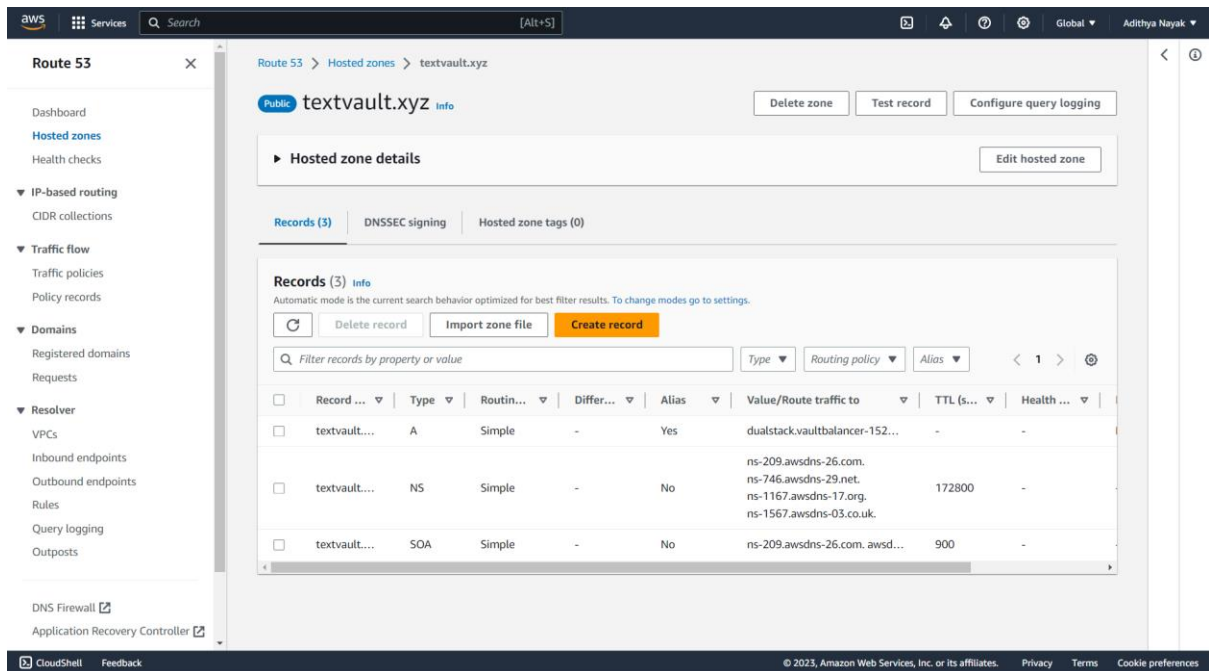 aws Services Search [Alt+S] Global Adithya Nayak
Route 53
Dashboard
Hosted zones
Health checks
IP-based routing
CIDR collections
Traffic flow
Traffic policies
Policy records
Domains
Registered domains
Requests
Resolver
VPCs
Inbound endpoints
Outbound endpoints
Rules
Query logging
Outposts
DNS Firewall
Application Recovery Controller
Route 53 > Hosted zones > textvault.xyz
Public textvault.xyz Info Delete zone Test record Configure query logging
Hosted zone details Edit hosted zone
Records (3) DNSSEC signing Hosted zone tags (0)
Records (3) Info
Automatic mode is the current search behavior optimized for best filter results. To change modes go to settings.
Delete record Import zone file Create record
Filter records by property or value Type Routing policy Alias < 1 >
Record ... Type Routin... Differ... Alias Value/Route traffic to TTL (s... Health ...
textvault.... A Simple - Yes dualstack.vaultbalancer-152... - -
ns-209.awsdns-26.com.
ns-746.awsdns-29.net.
textvault.... NS Simple - No 172800 -
ns-1167.awsdns-17.org.
ns-1567.awsdns-03.co.uk.
textvault.... SOA Simple - No ns-209.awsdns-26.com. awsd... 900 -
CloudShell Feedback © 2023, Amazon Web Services, Inc. or its affiliates. Privacy Terms Cookie preferences